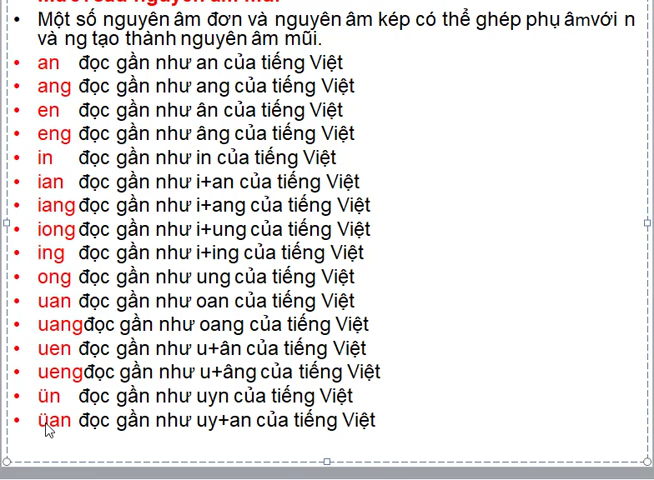 • Một số nguyên âm đơn và nguyên âm kép có thể ghép phụ âmvới n
và ng tạo thành nguyên âm mũi.
• an đọc gần như an của tiếng Việt
• ang đọc gần như ang của tiếng Việt
• en đọc gần như ân của tiếng Việt
• eng đọc gần như âng của tiếng Việt
• in đọc gần như in của tiếng Việt
• ian đọc gần như i+an của tiếng Việt
• iang đọc gần như i+ang của tiếng Việt
• iong đọc gần như i+ung của tiếng Việt
• ing đọc gần như i+ing của tiếng Việt
• ong đọc gần như ung của tiếng Việt
• uan đọc gần như oan của tiếng Việt
• uangđọc gần như oang của tiếng Việt
• uen đọc gần như u+ân của tiếng Việt
• uengđọc gần như u+âng của tiếng Việt
• ün đọc gần như uyn của tiếng Việt
• üan đọc gần như uy+an của tiếng Việt